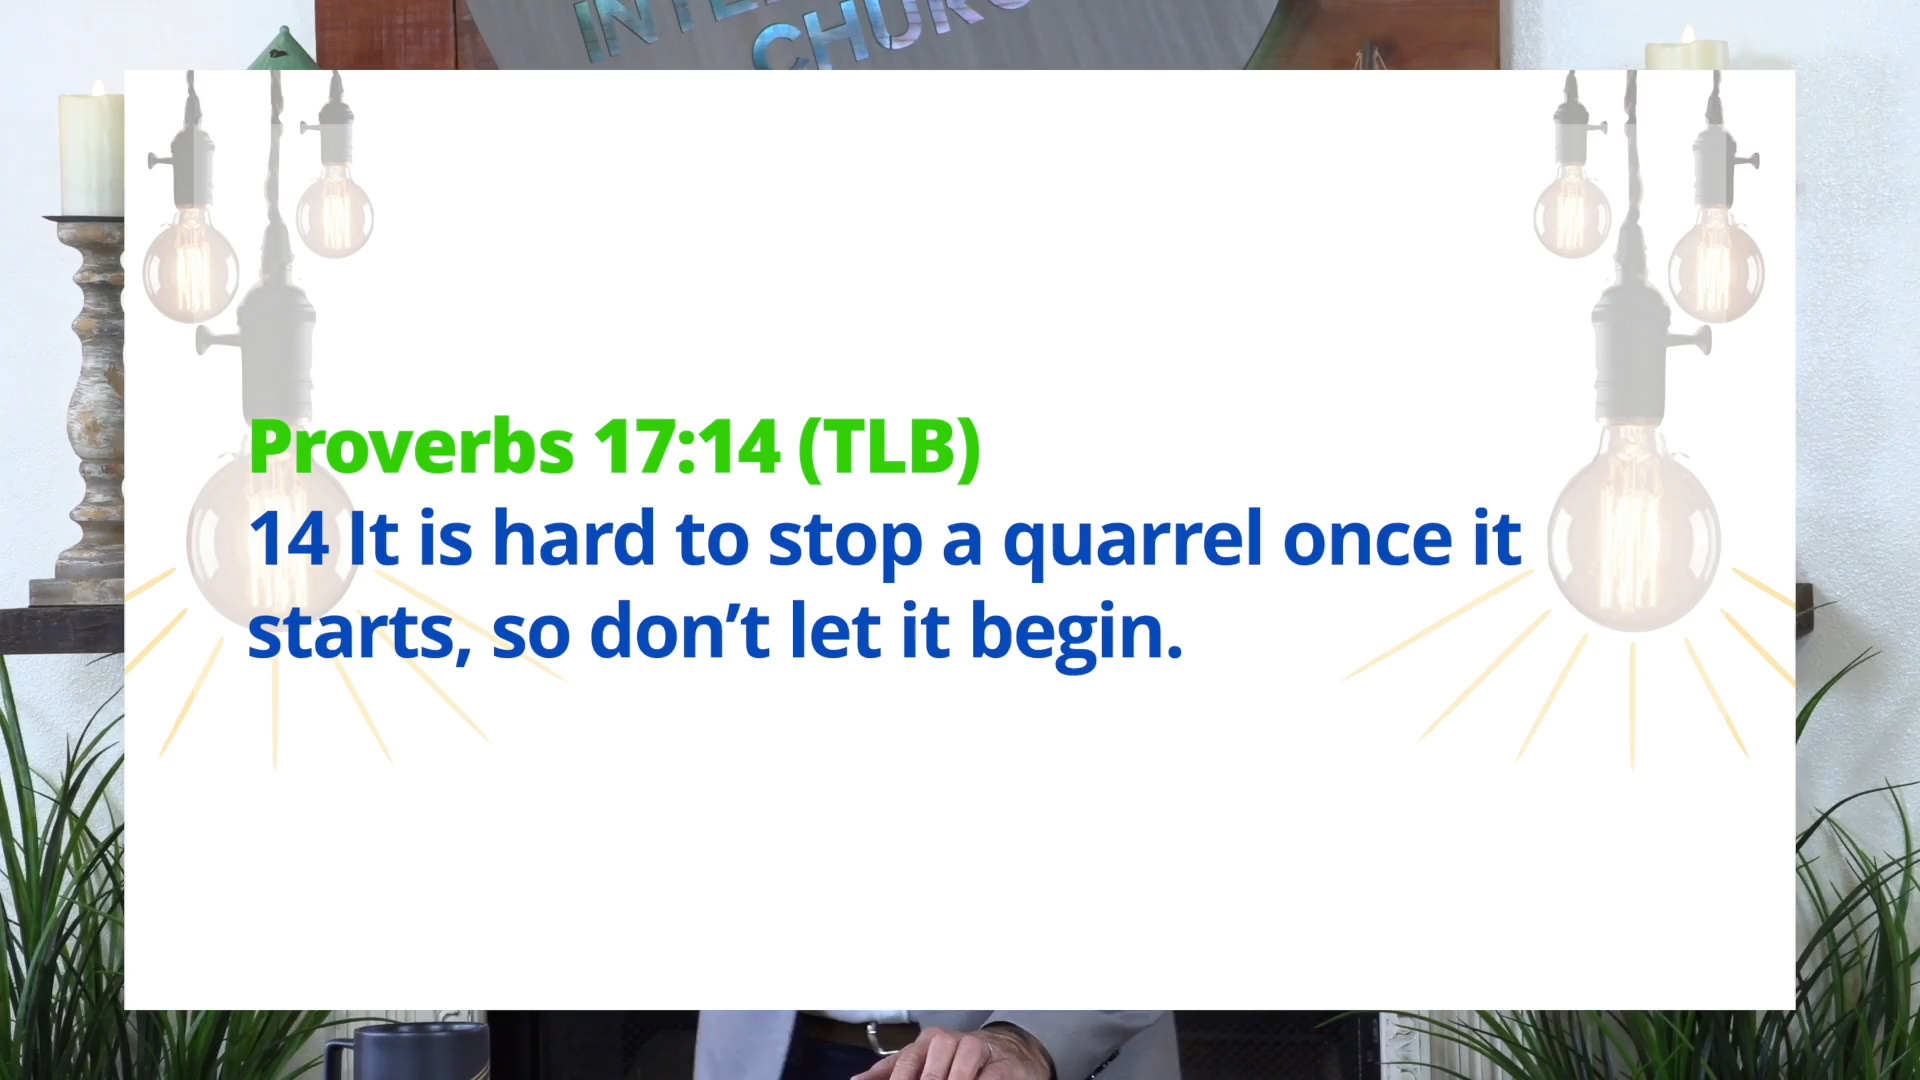 CHURC
Proverbs 17:14 (TLB)
14 It is hard to stop a quarrel once it
starts, so don’t let it begin.